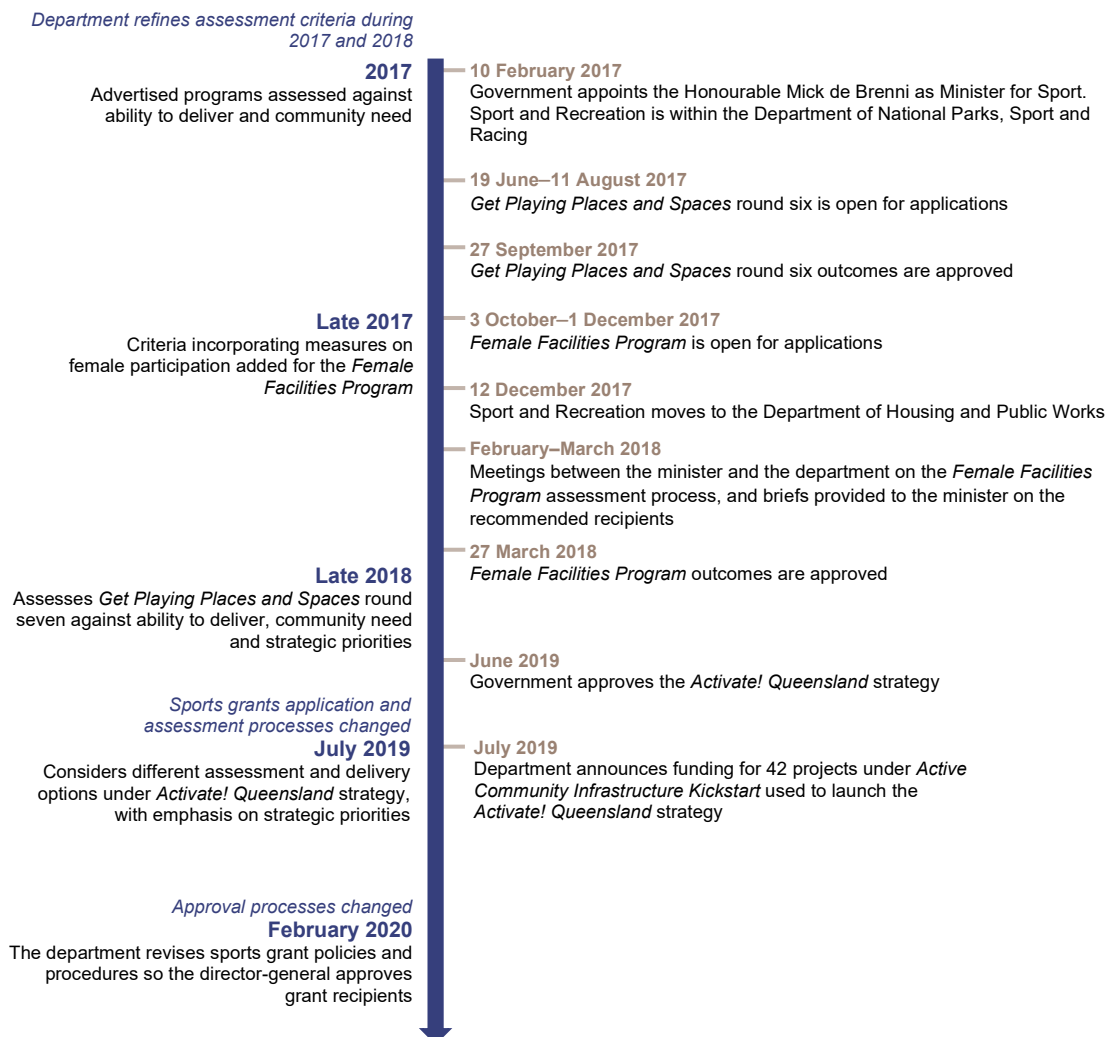 Department refines assessment criteria during
2017 and 2018
2017
Advertised programs assessed against
ability to deliver and community need
10 February 2017
Government appoints the Honourable Mick de Brenni as Minister for Sport.
Sport and Recreation is within the Department of National Parks, Sport and
Racing
19 June–11 August 2017
Get Playing Places and Spaces round six is open for applications
27 September 2017
Get Playing Places and Spaces round six outcomes are approved
Late 2017
Criteria incorporating measures on
female participation added for the Female
Facilities Program
3 October–1 December 2017
Female Facilities Program is open for applications
12 December 2017
Sport and Recreation moves to the Department of Housing and Public Works
February–March 2018
Meetings between the minister and the department on the Female Facilities
Program assessment process, and briefs provided to the minister on the
recommended recipients
27 March 2018
Female Facilities Program outcomes are approved
Late 2018
Assesses Get Playing Places and Spaces round
seven against ability to deliver, community need
and strategic priorities
June 2019
Government approves the Activate! Queensland strategy
Sports grants application and
assessment processes changed
July 2019
Considers different assessment and delivery
options under Activate! Queensland strategy,
with emphasis on strategic priorities
July 2019
Department announces funding for 42 projects under Active
Community Infrastructure Kickstart used to launch the
Activate! Queensland strategy
Approval processes changed
February 2020
The department revises sports grant policies and
procedures so the director-general approves
grant recipients